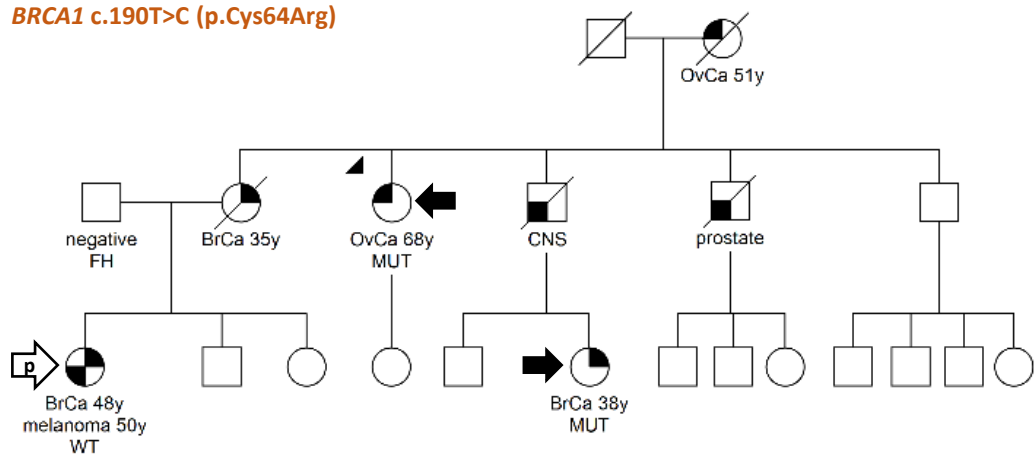 BRCA1 c.190T>C (p.Cys64Arg)
OvCa 51y
negative
FH
BrCa 35y
OvCa 68y
MUT
CNS
prostate
p
BrCa 48y
melanoma 50y
WT
BrCa 38y
MUT